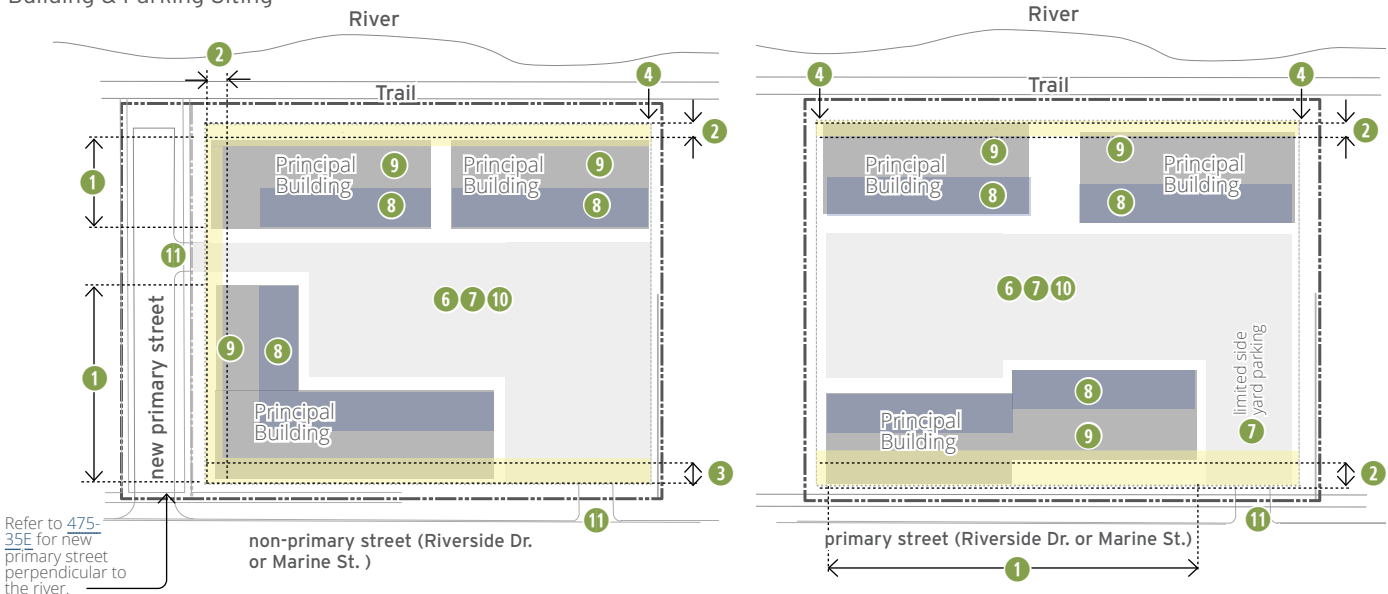 Building & Parking Siting
River
2
4
Trail
2
Principal
Building
9
Principal
Building
9
1
8
8
11
6 7 10
new primary street
1
9
8
Principal
Building
3
Refer to 475-
35E for new
primary street
perpendicular to
the river.
11
non-primary street (Riverside Dr.
or Marine St. )
River
4
4
Trail
2
Principal
Building
9
9
Principal
Building
8
8
6 7 10
limited side
yard parking
7
8
Principal
Building
9
2
11
primary street (Riverside Dr. or Marine St.)
1